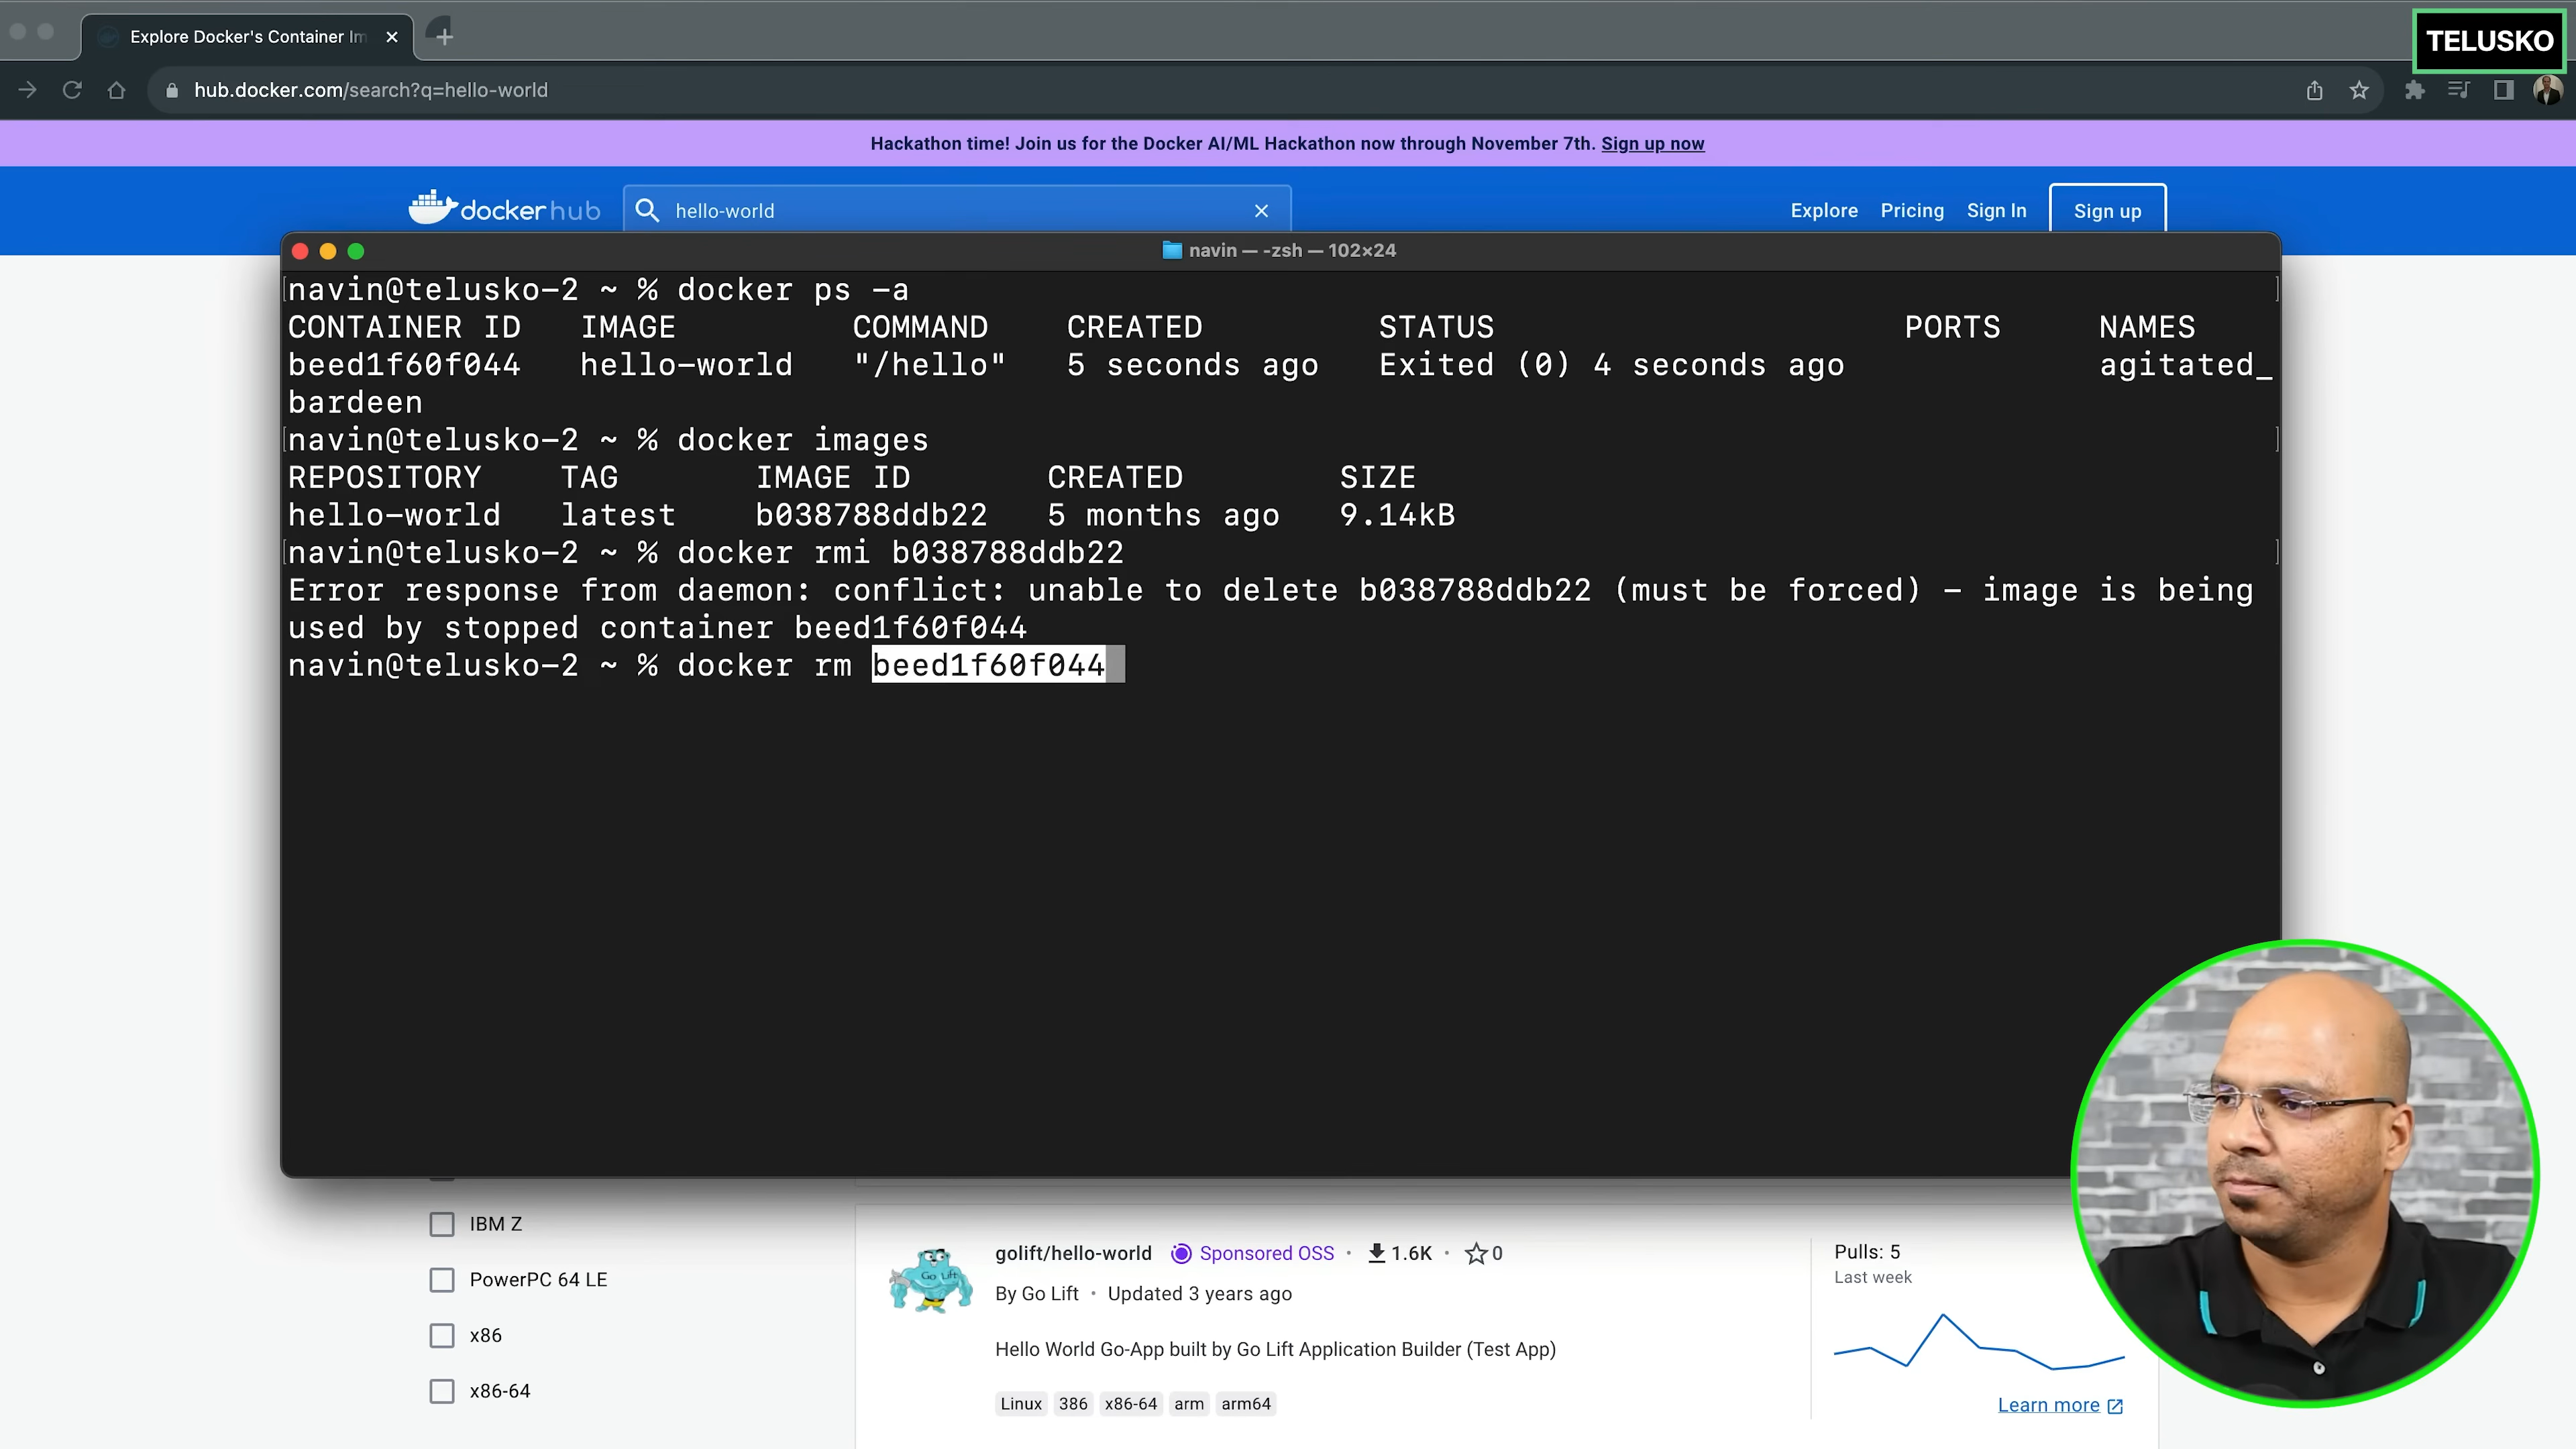 Explore Docker's Container Im
TELUSKO
hub.docker.com/search?q=hello-world
Hackathon time! Join us for the Docker AI/ML Hackathon now through November 7th. Sign up now
docker hub
hello-world
Explore Pricing Sign In Sign up
navin — -zsh — 102×24
navin@telusko-2 ~ % docker ps -a
CONTAINER ID IMAGE COMMAND CREATED STATUS PORTS NAMES
beed1f60f044 hello-world "/hello" 5 seconds ago Exited (0) 4 seconds ago agitated_
bardeen
navin@telusko-2 ~ % docker images
REPOSITORY TAG IMAGE ID CREATED SIZE
hello-world latest b038788ddb22 5 months ago 9.14kB
navin@telusko-2 ~ % docker rmi b038788ddb22
Error response from daemon: conflict: unable to delete b038788ddb22 (must be forced) - image is being
used by stopped container beed1f60f044
navin@telusko-2 ~ % docker rm beed1f60f044
IBM Z
PowerPC 64 LE
x86
x86-64
Go Lift
golift/hello-world Sponsored OSS · 1.6K · 0
By Go Lift · Updated 3 years ago
Hello World Go-App built by Go Lift Application Builder (Test App)
Linux 386 x86-64 arm arm64
Pulls: 5
Last week
Learn more